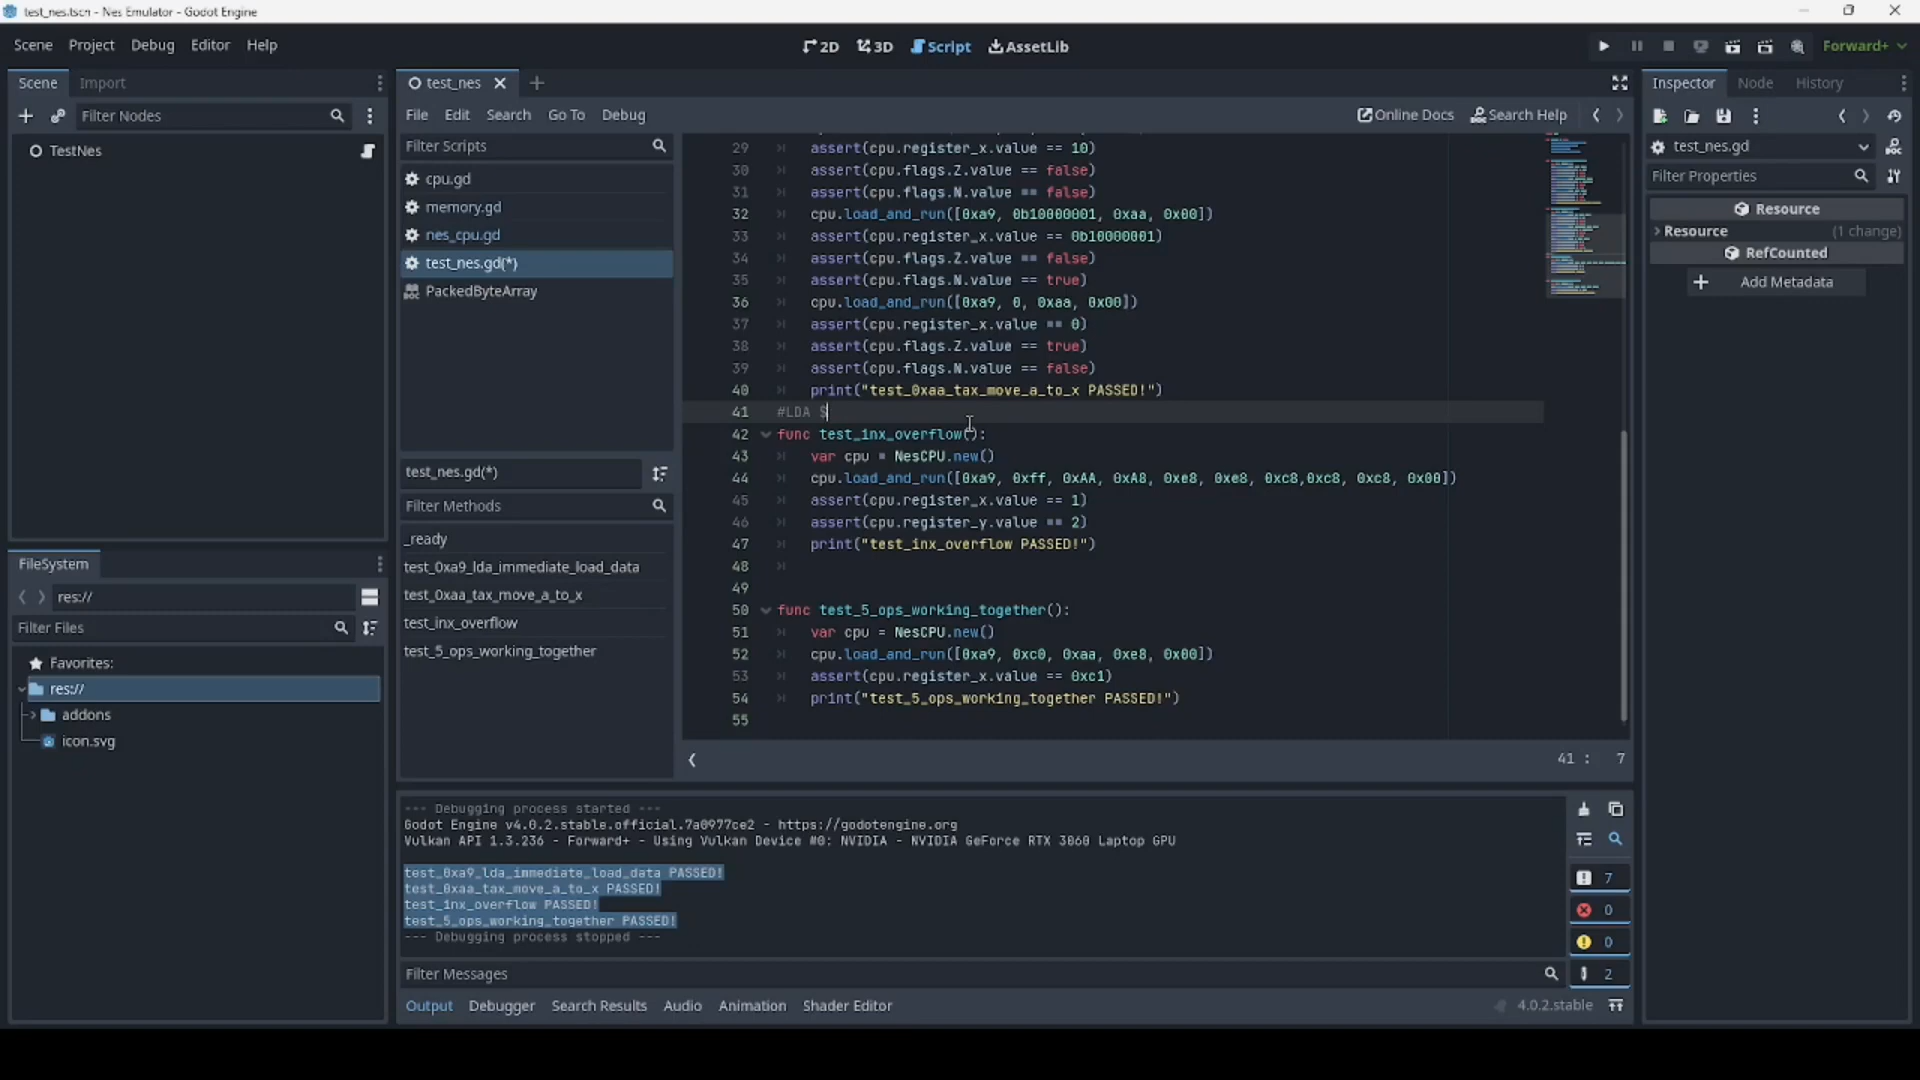 test_nes.tscn - Nes Emulator - Godot Engine
Scene Project Debug Editor Help
2D 3D Script AssetLib
Forward+
Scene Import
Filter Nodes
TestNes
FileSystem
res://
Filter Files
Favorites:
res://
addons
icon.svg
test_nes
File Edit Search Go To Debug
Online Docs Search Help
Filter Scripts
cpu.gd
memory.gd
nes_cpu.gd
test_nes.gd(*)
PackedByteArray
test_nes.gd(*)
Filter Methods
_ready
test_0xa9_lda_immediate_load_data
test_0xaa_tax_move_a_to_x
test_inx_overflow
test_5_ops_working_together
29 assert(cpu.register_x.value == 10)
30 assert(cpu.flags.Z.value == false)
31 assert(cpu.flags.N.value == false)
32 cpu.load_and_run([0xa9, 0b10000001, 0xaa, 0x00])
33 assert(cpu.register_x.value == 0b10000001)
34 assert(cpu.flags.Z.value == false)
35 assert(cpu.flags.N.value == true)
36 cpu.load_and_run([0xa9, 0, 0xaa, 0x00])
37 assert(cpu.register_x.value == 0)
38 assert(cpu.flags.Z.value == true)
39 assert(cpu.flags.N.value == false)
40 print("test_0xaa_tax_move_a_to_x PASSED!")
41 #LDA $
42 func test_inx_overflow():
43 var cpu = NesCPU.new()
44 cpu.load_and_run([0xa9, 0xff, 0xAA, 0xA8, 0xe8, 0xe8, 0xc8,0xc8, 0xc8, 0x00])
45 assert(cpu.register_x.value == 1)
46 assert(cpu.register_y.value == 2)
47 print("test_inx_overflow PASSED!")
48
49
50 func test_5_ops_working_together():
51 var cpu = NesCPU.new()
52 cpu.load_and_run([0xa9, 0xc0, 0xaa, 0xe8, 0x00])
53 assert(cpu.register_x.value == 0xc1)
54 print("test_5_ops_working_together PASSED!")
55
41 : 7
--- Debugging process started ---
Godot Engine v4.0.2.stable.official.7a0977ce2 - https://godotengine.org
Vulkan API 1.3.236 - Forward+ - Using Vulkan Device #0: NVIDIA - NVIDIA GeForce RTX 3060 Laptop GPU
test_0xa9_lda_immediate_load_data PASSED!
test_0xaa_tax_move_a_to_x PASSED!
test_inx_overflow PASSED!
test_5_ops_working_together PASSED!
--- Debugging process stopped ---
7
0
0
2
Filter Messages
Output Debugger Search Results Audio Animation Shader Editor
4.0.2.stable
Inspector Node History
test_nes.gd
Filter Properties
Resource
Resource (1 change)
RefCounted
Add Metadata